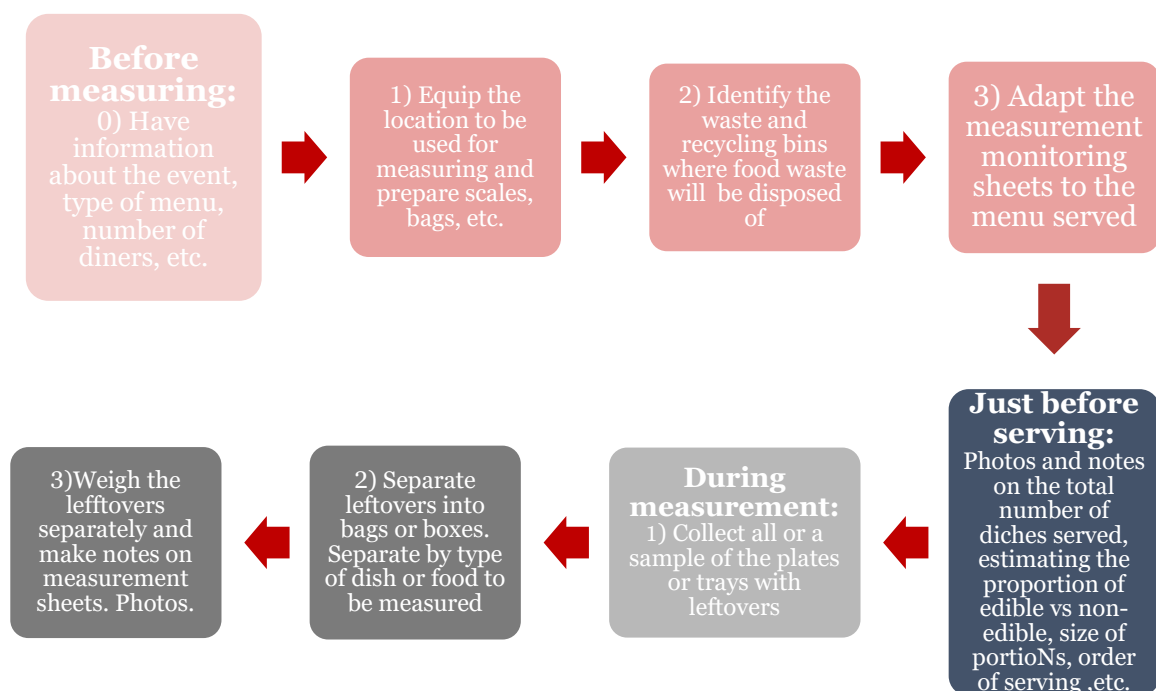 Before
measuring:
0) Have
information
about the event,
type of menu,
number of
diners, etc.
1) Equip the
location to be
used for
measuring and
prepare scales,
bags, etc.
2) Identify the
waste and
recycling bins
where food waste
will  be disposed
of
3) Adapt the
measurement
monitoring
sheets to the
menu served
Just before
serving:
Photos and notes
on the total
number of
diches served,
estimating the
proportion of
edible vs non-
edible, size of
portioNs, order
of serving ,etc.
During
measurement:
1) Collect all or a
sample of the plates
or trays with
leftovers
2) Separate
leftovers into
bags or boxes.
Separate by type
of dish or food to
be measured
3)Weigh the
lefftovers
separately and
make notes on
measurement
sheets. Photos.